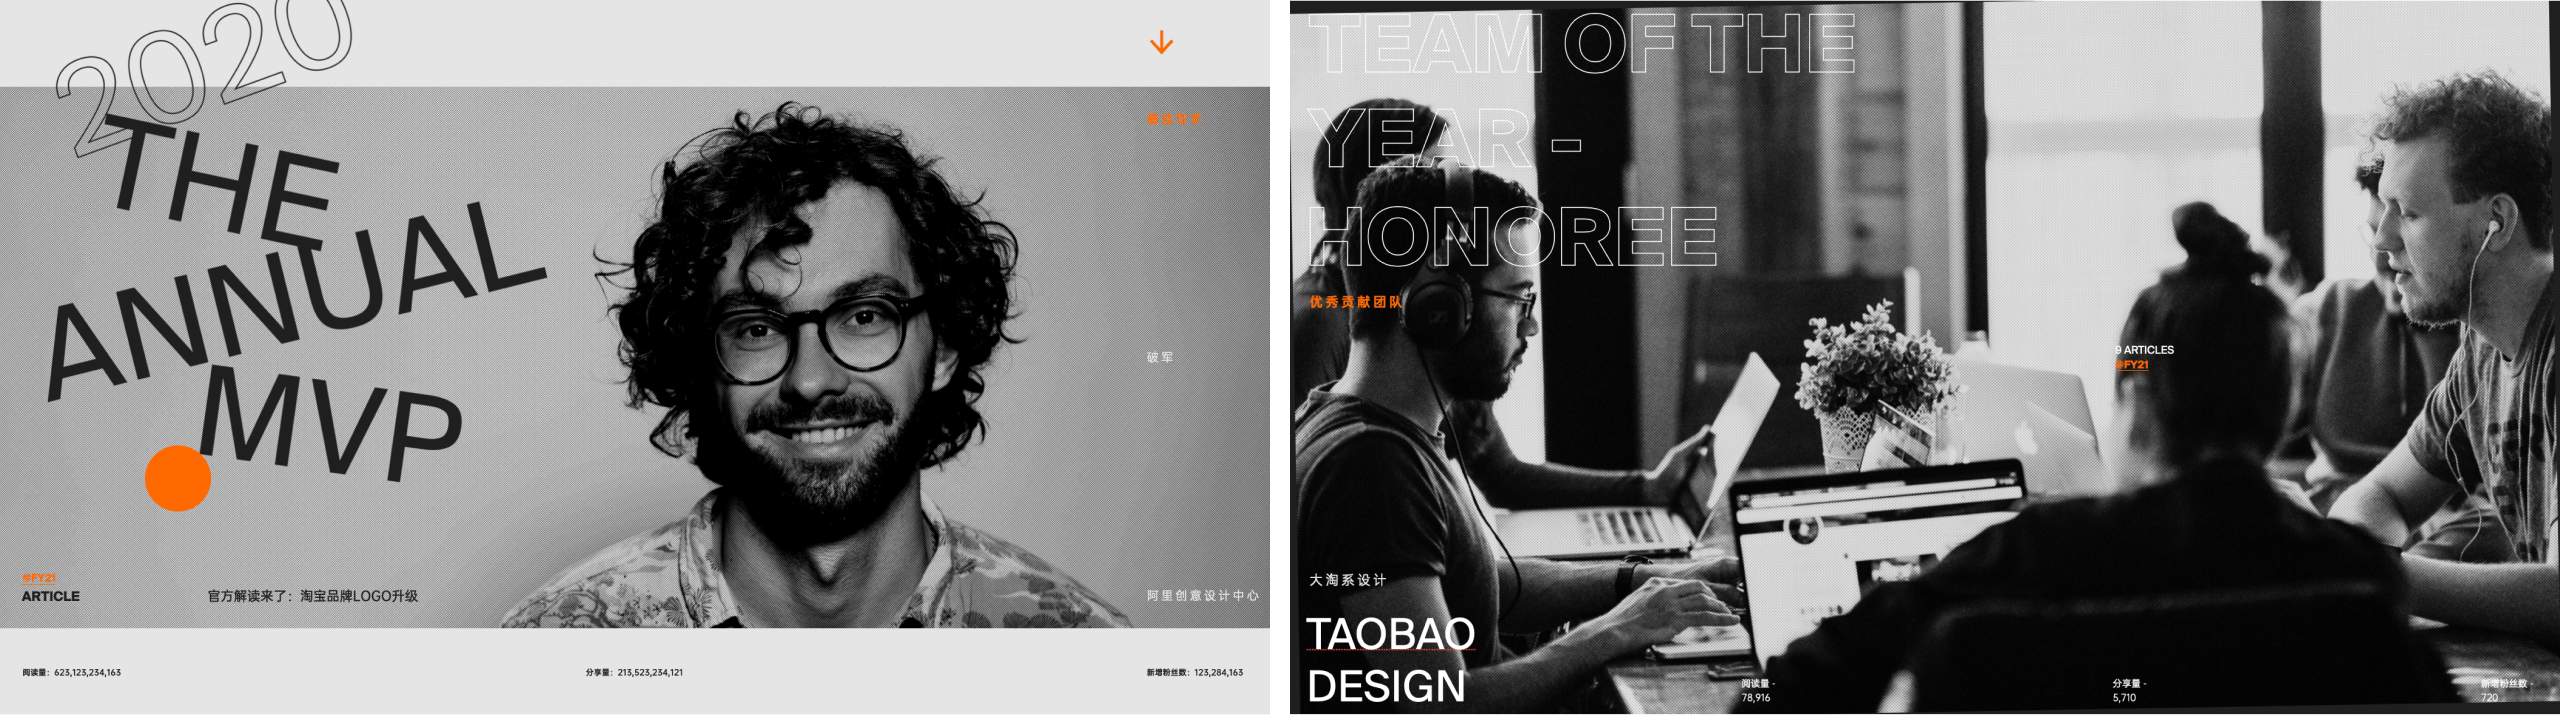 2020
THE
ANNUAL
MVP
破军
@FY21
ARTICLE
官方解读来了：淘宝品牌LOGO升级
阿里创意设计中心
阅读量：623,123,234,163
分享量：213,523,234,121
新增粉丝数：123,284,163
TEAM OF THE
YEAR -
HONOREE
优秀贡献团队
9 ARTICLES
@FY21
大淘系设计
TAOBAO
DESIGN
阅读量 -
78,916
分享量 -
5,710
新增粉丝数 -
720